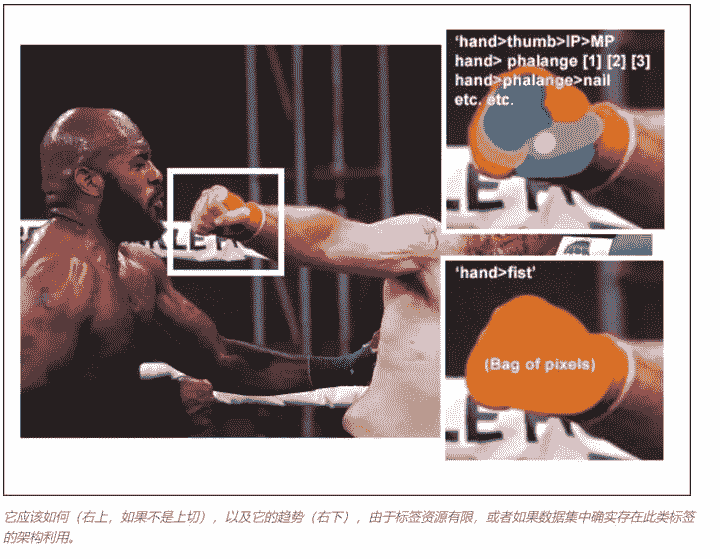 'hand>thumb>IP>MP
hand> phalange [1] [2] [3]
hand>phalange>nail
etc. etc.
'hand>fist'
(Bag of pixels)
它应该如何（右上，如果不是上切），以及它的趋势（右下），由于标签资源有限，或者如果数据集中确实存在此类标签
的架构利用。